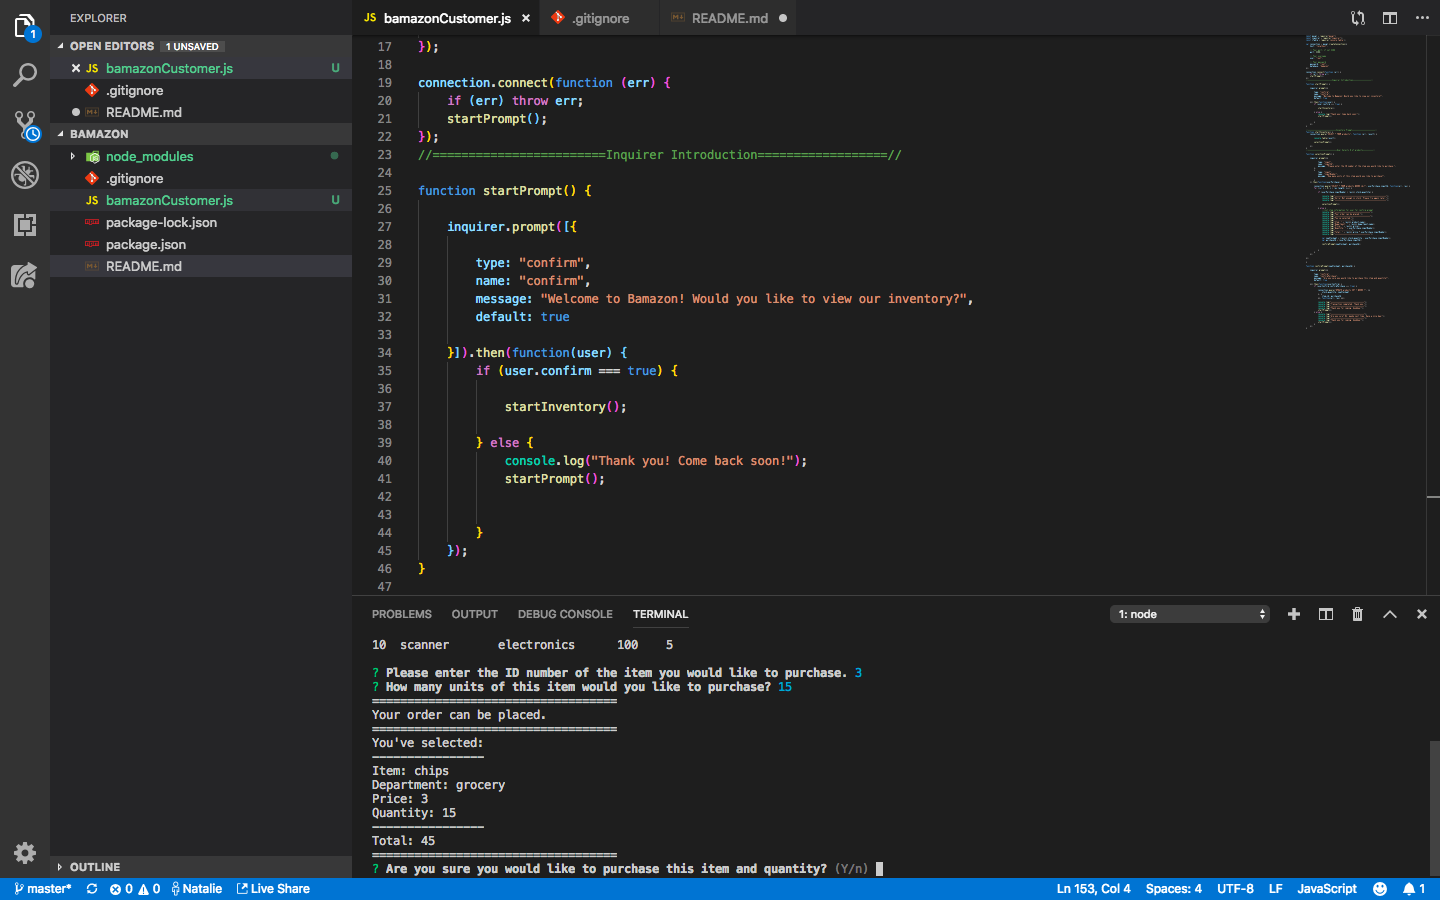 EXPLORER
OPEN EDITORS 1 UNSAVED
JS bamazonCustomer.js U
.gitignore
README.md
BAMAZON
node_modules
.gitignore
JS bamazonCustomer.js U
package-lock.json
package.json
README.md
OUTLINE
1
JS bamazonCustomer.js × .gitignore README.md ●
17 });
18
19 connection.connect(function (err) {
20 if (err) throw err;
21 startPrompt();
22 });
23 //========================Inquirer Introduction==================//
24
25 function startPrompt() {
26
27 inquirer.prompt([{
28
29 type: "confirm",
30 name: "confirm",
31 message: "Welcome to Bamazon! Would you like to view our inventory?",
32 default: true
33
34 }]).then(function(user) {
35 if (user.confirm === true) {
36
37 startInventory();
38
39 } else {
40 console.log("Thank you! Come back soon!");
41 startPrompt();
42
43
44 }
45 });
46 }
47
PROBLEMS OUTPUT DEBUG CONSOLE TERMINAL 1: node
10 scanner electronics 100 5
? Please enter the ID number of the item you would like to purchase. 3
? How many units of this item would you like to purchase? 15
===================================
Your order can be placed.
===================================
You've selected:
----------------
Item: chips
Department: grocery
Price: 3
Quantity: 15
----------------
Total: 45
===================================
? Are you sure you would like to purchase this item and quantity? (Y/n)
master* 0 0 Natalie Live Share Ln 153, Col 4 Spaces: 4 UTF-8 LF JavaScript 1